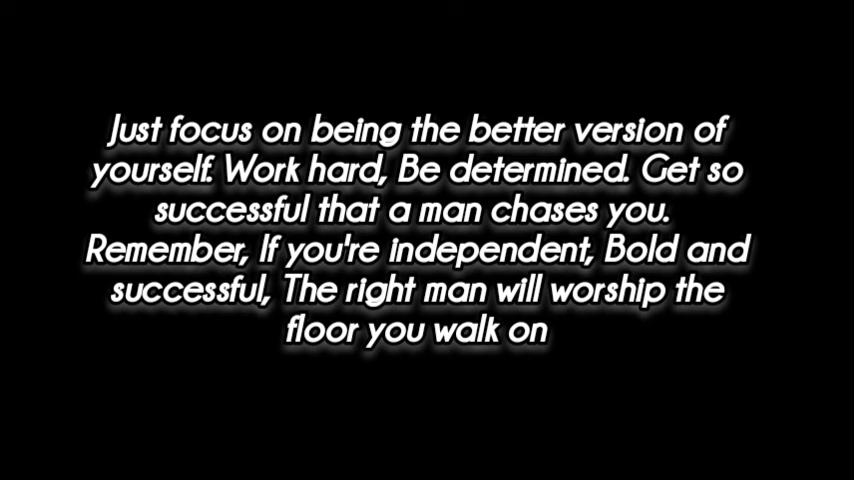 Just focus on being the better version of
yourself. Work hard, Be determined. Get so
successful that a man chases you.
Remember, If you're independent, Bold and
successful, The right man will worship the
floor you walk on